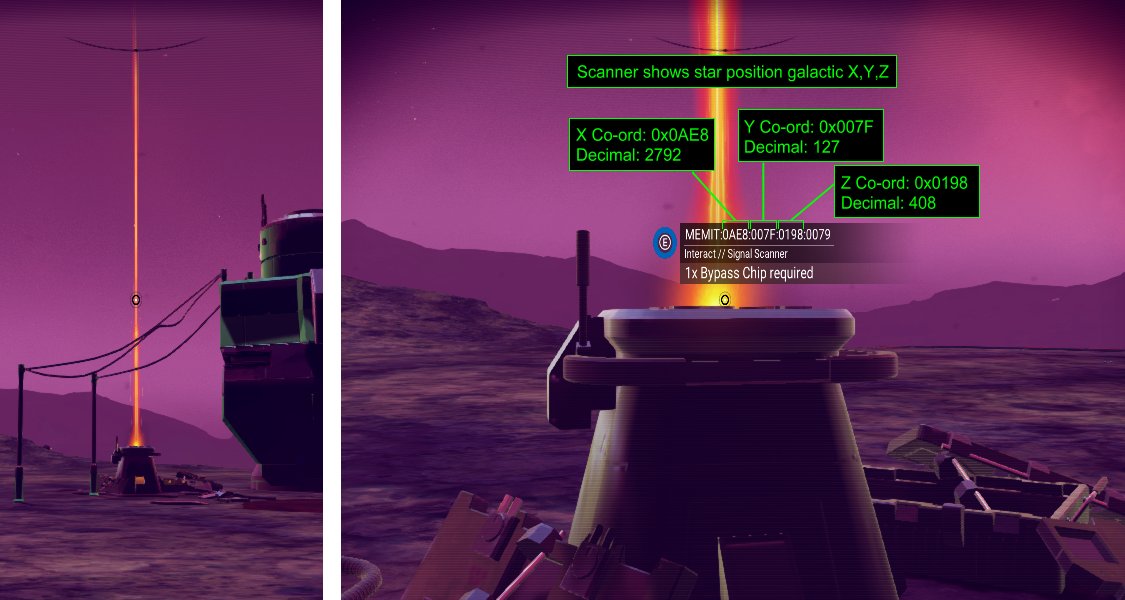 Scanner shows star position galactic X,Y,Z
X Co-ord: 0x0AE8
Decimal: 2792
Y Co-ord: 0x007F
Decimal: 127
Z Co-ord: 0x0198
Decimal: 408
E
MEMIT:0AE8:007F:0198:0079
Interact // Signal Scanner
1x Bypass Chip required